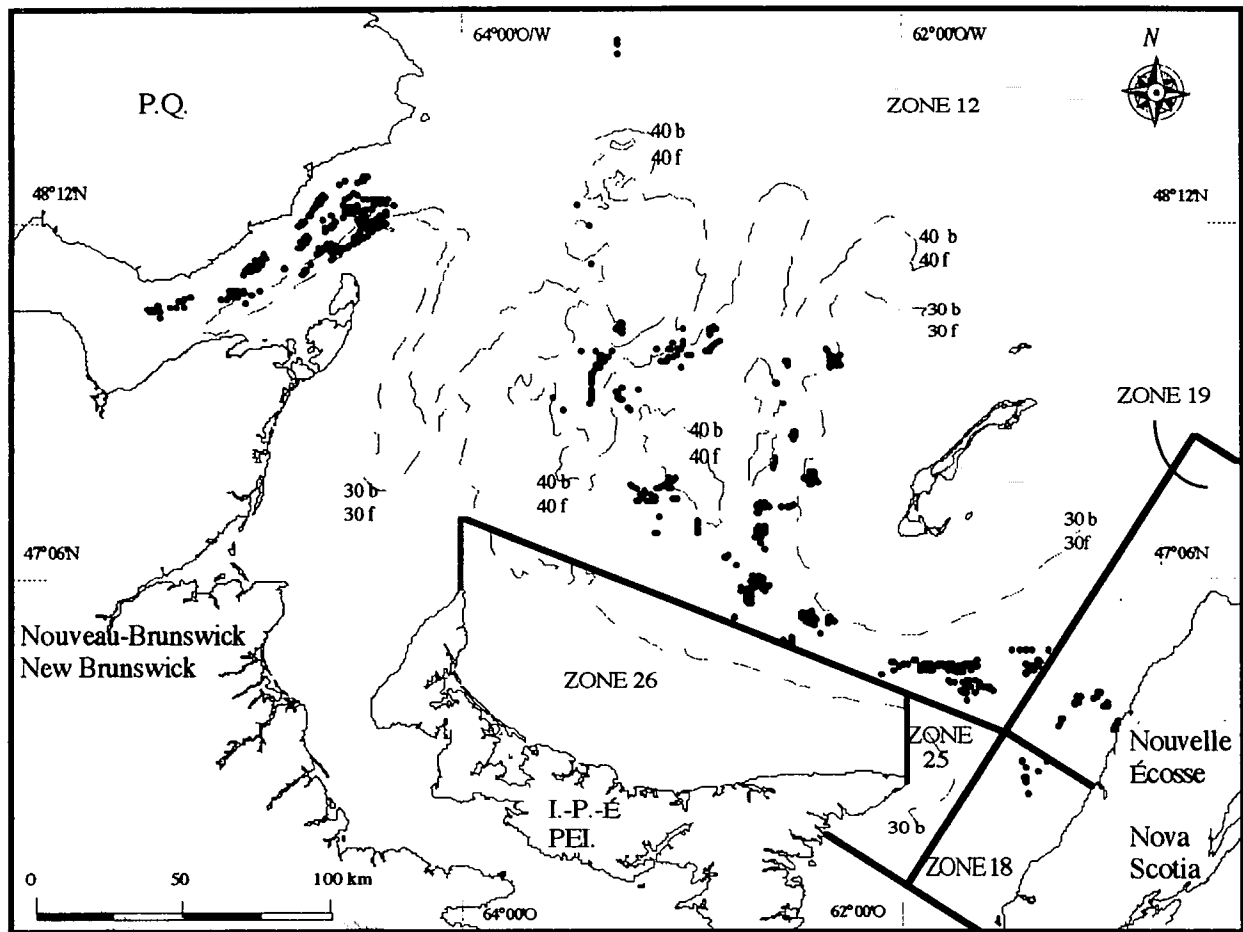 64°00'O/W
62°00'O/W
N
P.Q.
ZONE 12
40 b
40 f
48°12'N
48°12'N
40 b
40 f
30 b
30 f
ZONE 19
40 b
40 f
30 b
30 f
40 b
40 f
30 b
30f
47°06'N
47°06'N
Nouveau-Brunswick
New Brunswick
ZONE 26
ZONE
25
Nouvelle
Écosse
I.-P.-É
PEI.
30 b
Nova
Scotia
ZONE 18
0
50
100 km
64°00'O
62°00'O